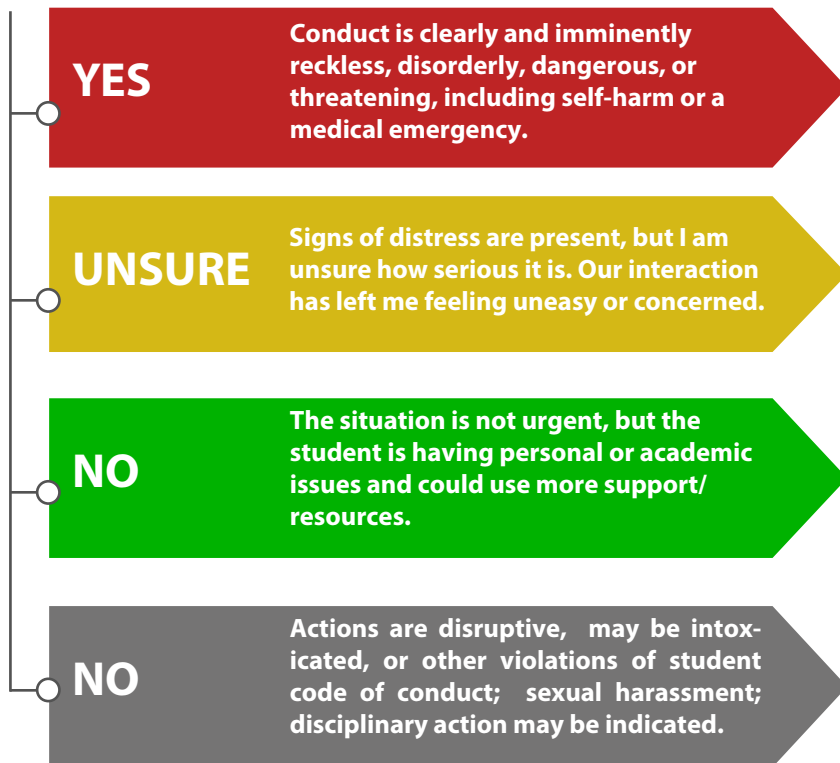 YES
Conduct is clearly and imminently
reckless, disorderly, dangerous, or
threatening, including self-harm or a
medical emergency.
UNSURE
Signs of distress are present, but I am
unsure how serious it is. Our interaction
has left me feeling uneasy or concerned.
NO
The situation is not urgent, but the
student is having personal or academic
issues and could use more support/
resources.
NO
Actions are disruptive, may be intox-
icated, or other violations of student
code of conduct; sexual harassment;
disciplinary action may be indicated.